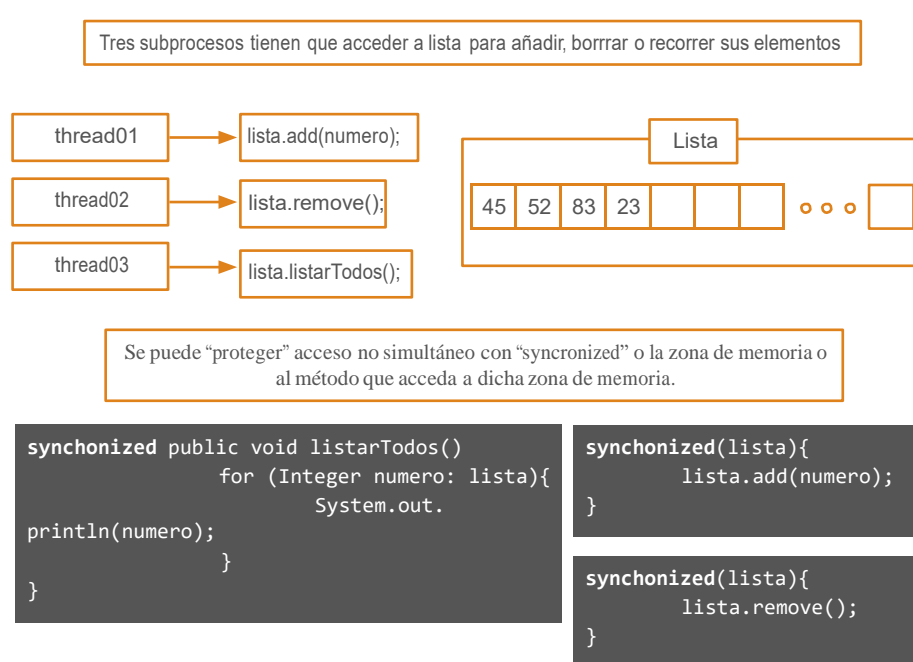 Tres subprocesos tienen que acceder a lista para añadir, borrrar o recorrer sus elementos
thread01
lista.add(numero);
thread02
lista.remove();
thread03
lista.listarTodos();
Lista
45 52 83 23
Se puede “proteger” acceso no simultáneo con “syncronized” o la zona de memoria o
al método que acceda a dicha zona de memoria.
synchonized public void listarTodos()
for (Integer numero: lista){
System.out.
println(numero);
}
}
synchonized(lista){
lista.add(numero);
}
synchonized(lista){
lista.remove();
}